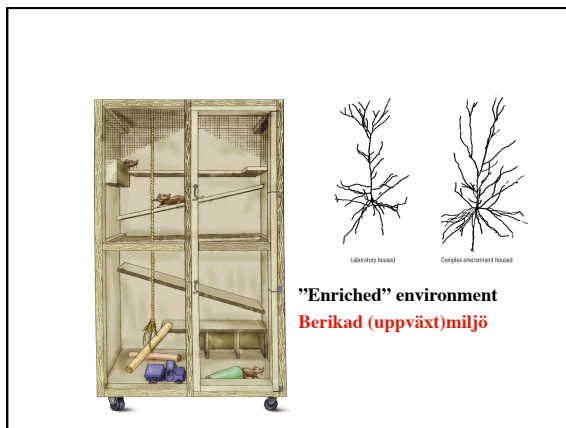 Laboratory housed
Complex environment housed
”Enriched” environment
Berikad (uppväxt)miljö